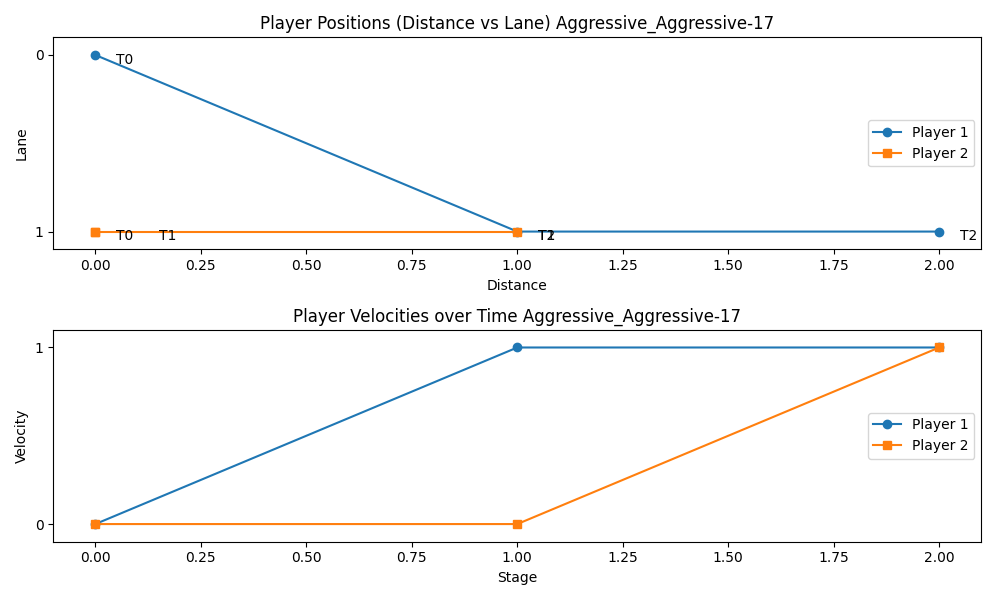 Player Positions (Distance vs Lane) Aggressive_Aggressive-17
0
T0
Lane
Player 1
Player 2
1
T0
T1
T2
0.00
0.25
0.50
0.75
1.00
1.25
1.50
1.75
2.00
Distance
Player Velocities over Time Aggressive_Aggressive-17
1
Velocity
Player 1
Player 2
0
0.00
0.25
0.50
0.75
1.00
1.25
1.50
1.75
2.00
Stage